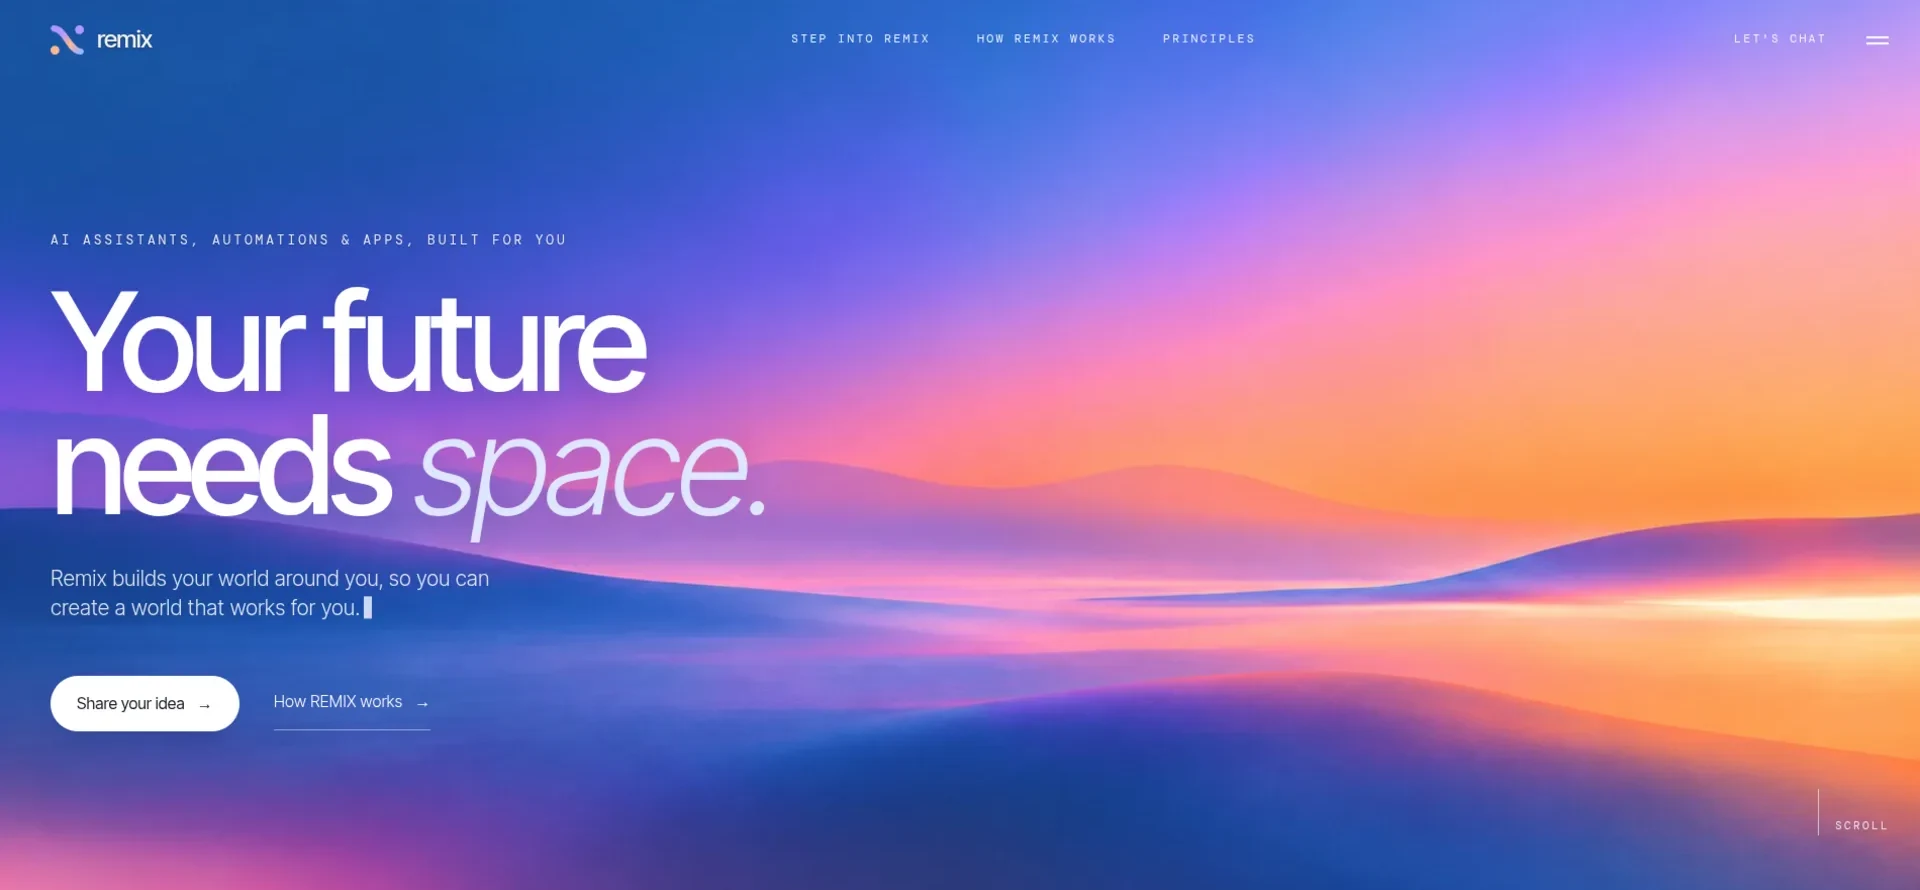 remix
STEP INTO REMIX
HOW REMIX WORKS
PRINCIPLES
LET'S CHAT
AI ASSISTANTS, AUTOMATIONS & APPS, BUILT FOR YOU
Your future
needs space.
Remix builds your world around you, so you can
create a world that works for you.
Share your idea →
How REMIX works →
SCROLL